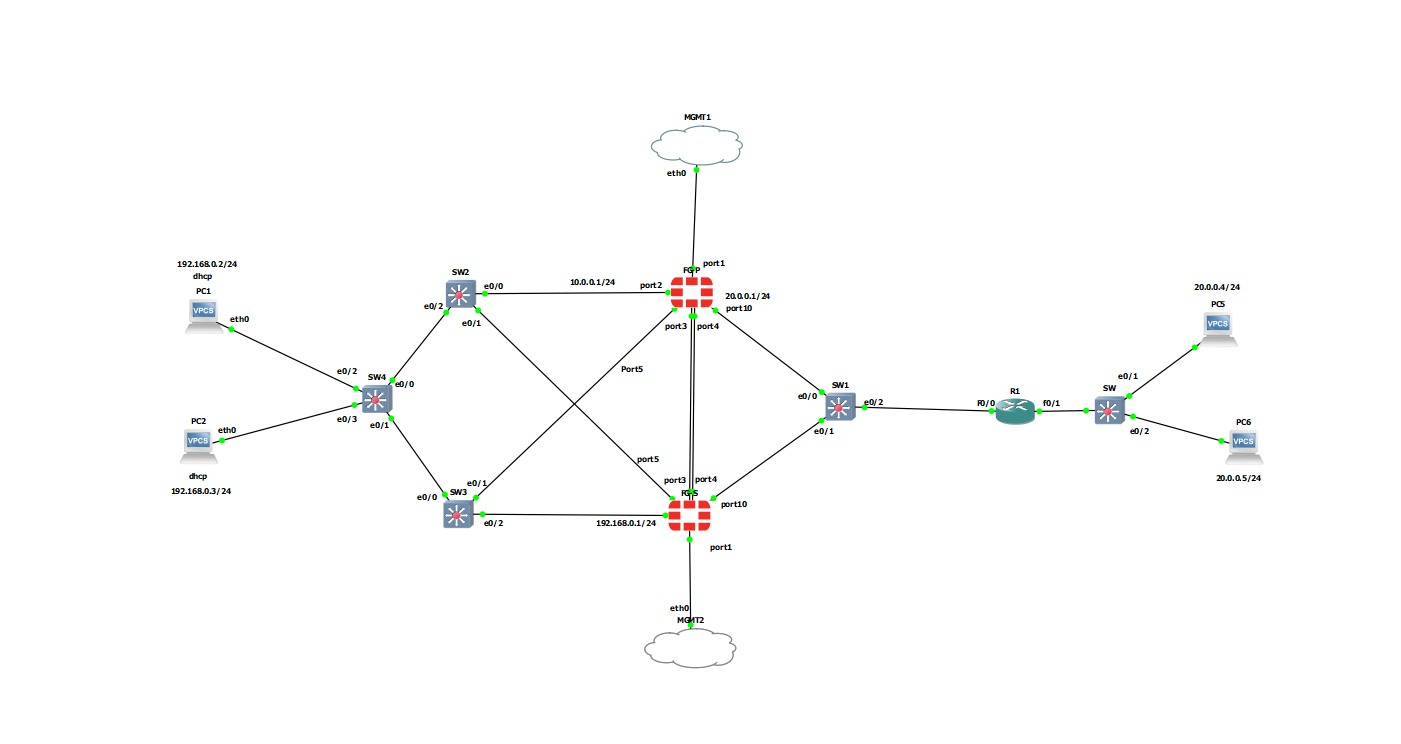 MGMT1
eth0
port1
FG-P
192.168.0.2/24
dhcp
PC1
VPCS
eth0
SW2
e0/0
10.0.0.1/24
port2
20.0.0.1/24
port10
e0/2
e0/1
port3
port4
20.0.0.4/24
PC5
VPCS
Port5
e0/2
SW4
e0/0
e0/1
SW1
e0/0
e0/2
R1
f0/0
f0/1
SW
e0/3
e0/1
e0/1
e0/2
PC2
VPCS
eth0
PC6
VPCS
dhcp
192.168.0.3/24
port5
20.0.0.5/24
e0/1
port3
port4
e0/0
SW3
FG-S
port10
e0/2
192.168.0.1/24
port1
eth0
MGMT2